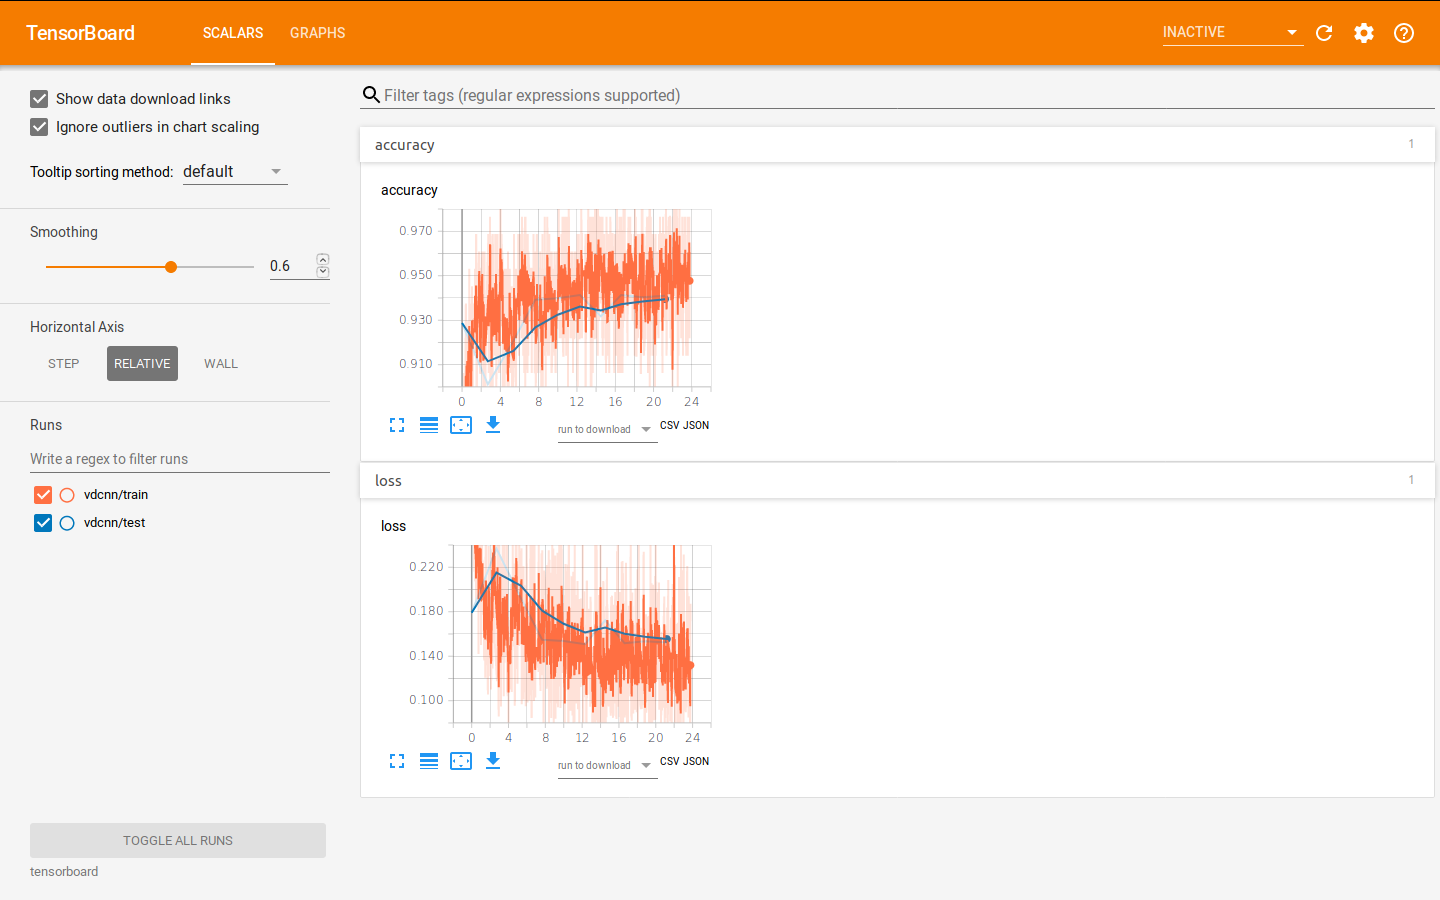 TensorBoard SCALARS GRAPHS INACTIVE
Show data download links
Ignore outliers in chart scaling
Tooltip sorting method: default
Smoothing
0.6
Horizontal Axis
STEP RELATIVE WALL
Runs
Write a regex to filter runs
vdcnn/train
vdcnn/test
TOGGLE ALL RUNS
tensorboard
Filter tags (regular expressions supported)
accuracy 1
accuracy
0.970
0.950
0.930
0.910
0 4 8 12 16 20 24
run to download CSV JSON
loss 1
loss
0.220
0.180
0.140
0.100
0 4 8 12 16 20 24
run to download CSV JSON